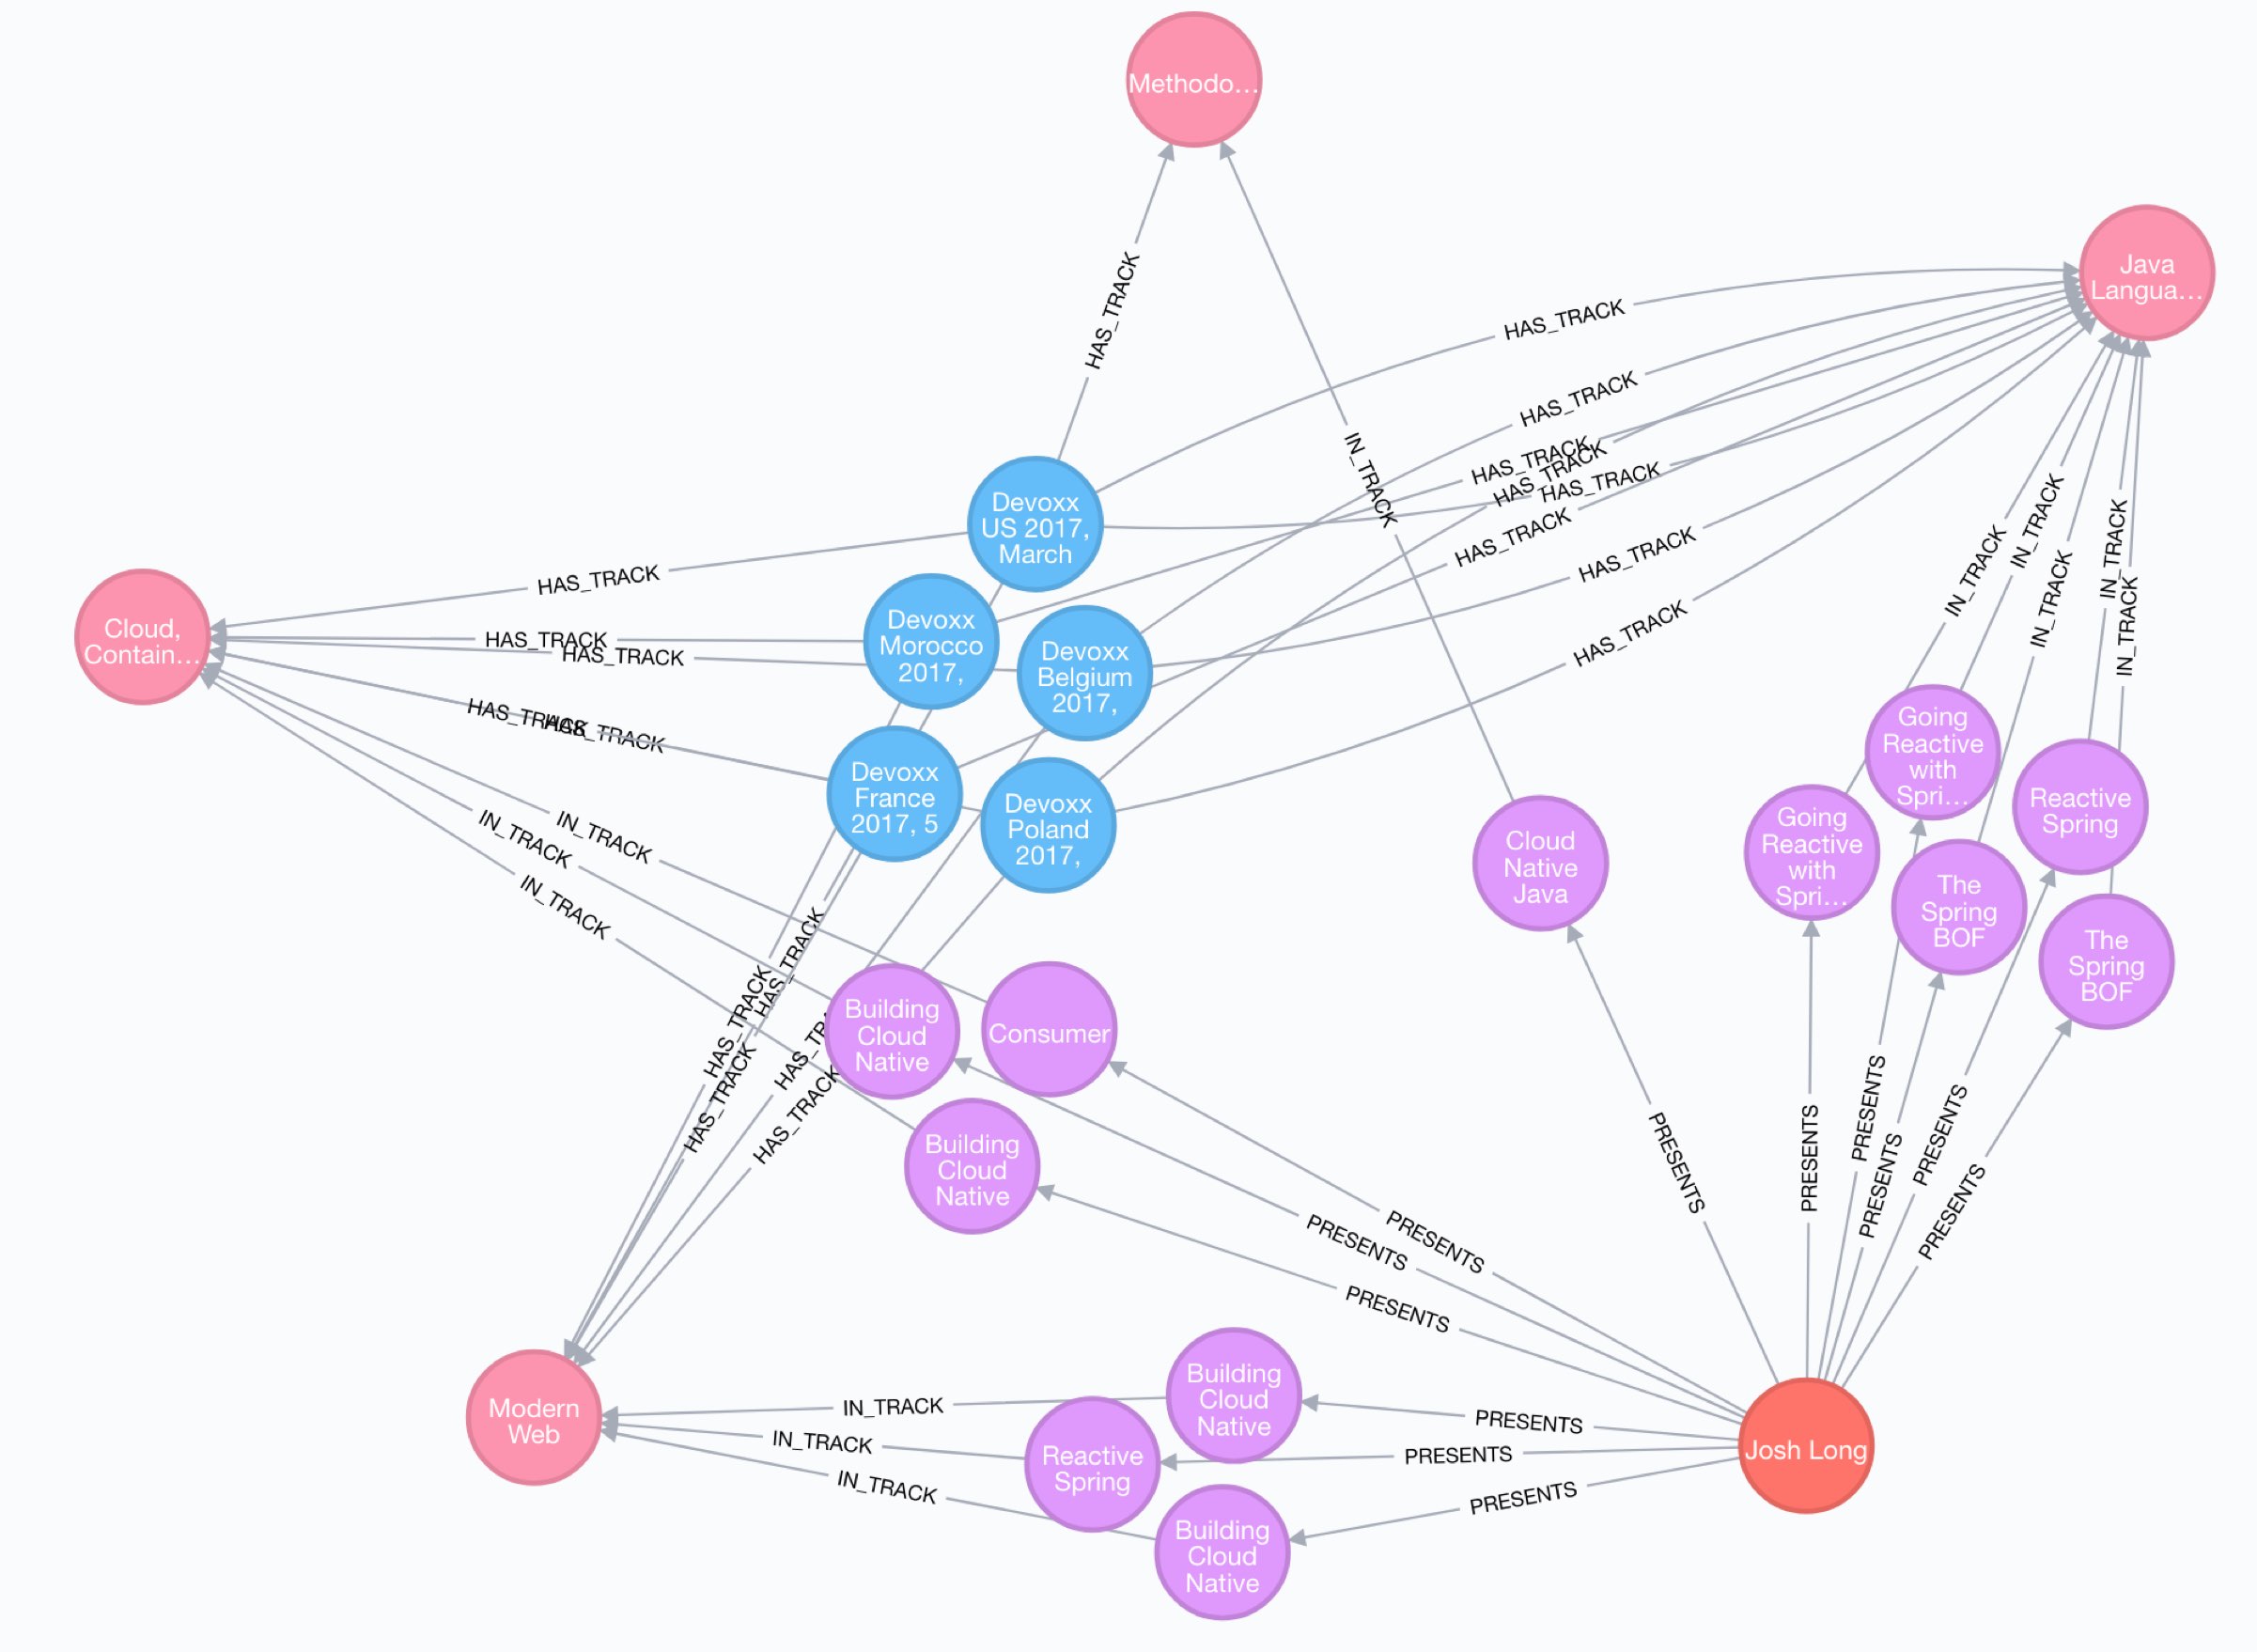 Methodo…
HAS_TRACK
IN_TRACK
Java
Langua…
HAS_TRACK
HAS_TRACK
HAS_TRACK
HAS_TRACK
HAS_TRACK
HAS_TRACK
HAS_TRACK
HAS_TRACK
Devoxx
US 2017,
March
Devoxx
Morocco
2017,
Devoxx
Belgium
2017,
Devoxx
France
2017, 5
Devoxx
Poland
2017,
Cloud,
Contain…
HAS_TRACK
HAS_TRACK
HAS_TRACK
HAS_TRACK
HAS_TRACK
IN_TRACK
IN_TRACK
IN_TRACK
IN_TRACK
IN_TRACK
IN_TRACK
IN_TRACK
IN_TRACK
Going
Reactive
with
Spri…
Going
Reactive
with
Spri…
Reactive
Spring
The
Spring
BOF
The
Spring
BOF
Cloud
Native
Java
HAS_TRACK
HAS_TRACK
HAS_TRACK
HAS_TRA
HAS_TRACK
Building
Cloud
Native
Consumer
Building
Cloud
Native
PRESENTS
PRESENTS
PRESENTS
PRESENTS
PRESENTS
PRESENTS
PRESENTS
PRESENTS
PRESENTS
Modern
Web
IN_TRACK
IN_TRACK
IN_TRACK
Building
Cloud
Native
Reactive
Spring
Building
Cloud
Native
PRESENTS
PRESENTS
PRESENTS
Josh Long